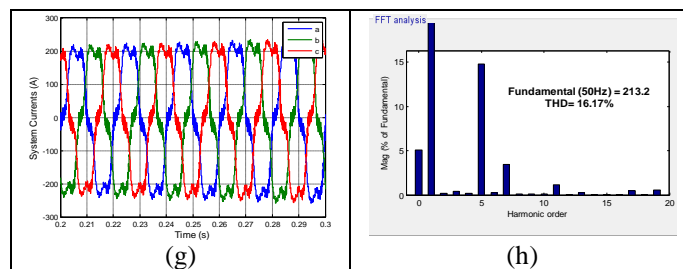 300
200
100
0
-100
-200
-300
System Currents (A)
0.2
0.21
0.22
0.23
0.24
0.25
0.26
0.27
0.28
0.29
0.3
Time (s)
a
b
c
(g)
FFT analysis
15
10
5
0
Mag (% of Fundamental)
Fundamental (50Hz) = 213.2
THD= 16.17%
0
5
10
15
20
Harmonic order
(h)